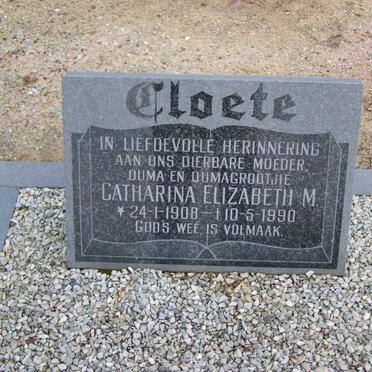 Cloete
IN LIEFDEVOLLE HERINNERING
AAN ONS DIERBARE MOEDER,
OUMA EN OUMAGROOTJIE
CATHARINA ELIZABETH M.
*24-1-1908 - †10-5-1990
GODS WEË IS VOLMAAK.